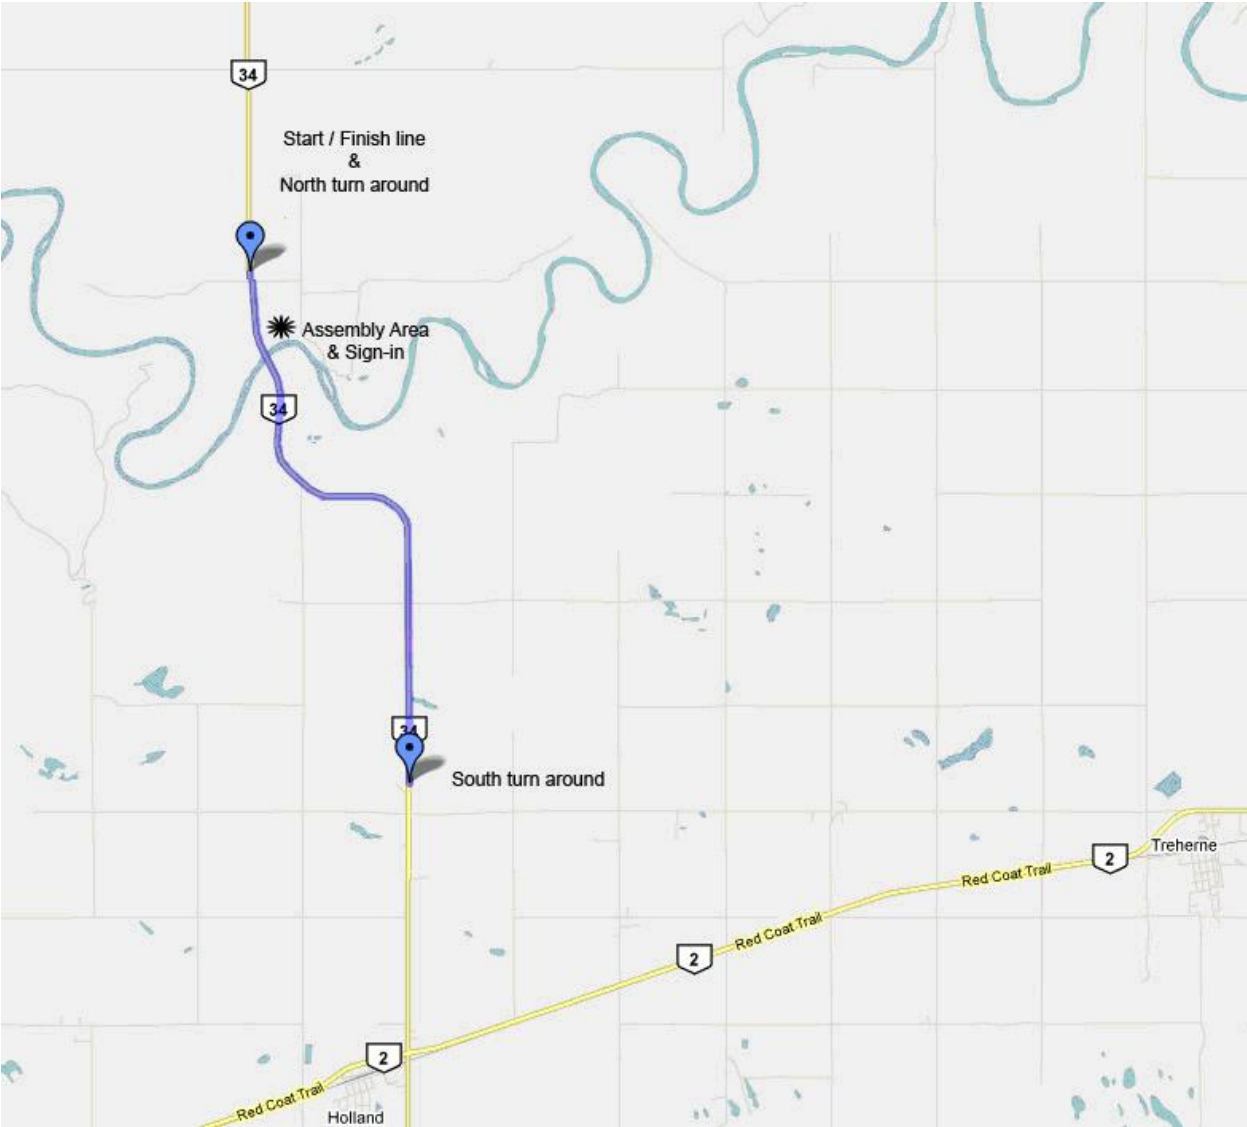 34
Start / Finish line
&
North turn around
Assembly Area
& Sign-in
34
34
South turn around
2
Treherne
Red Coat Trail
Red Coat Trail
2
2
Red Coat Trail
Holland